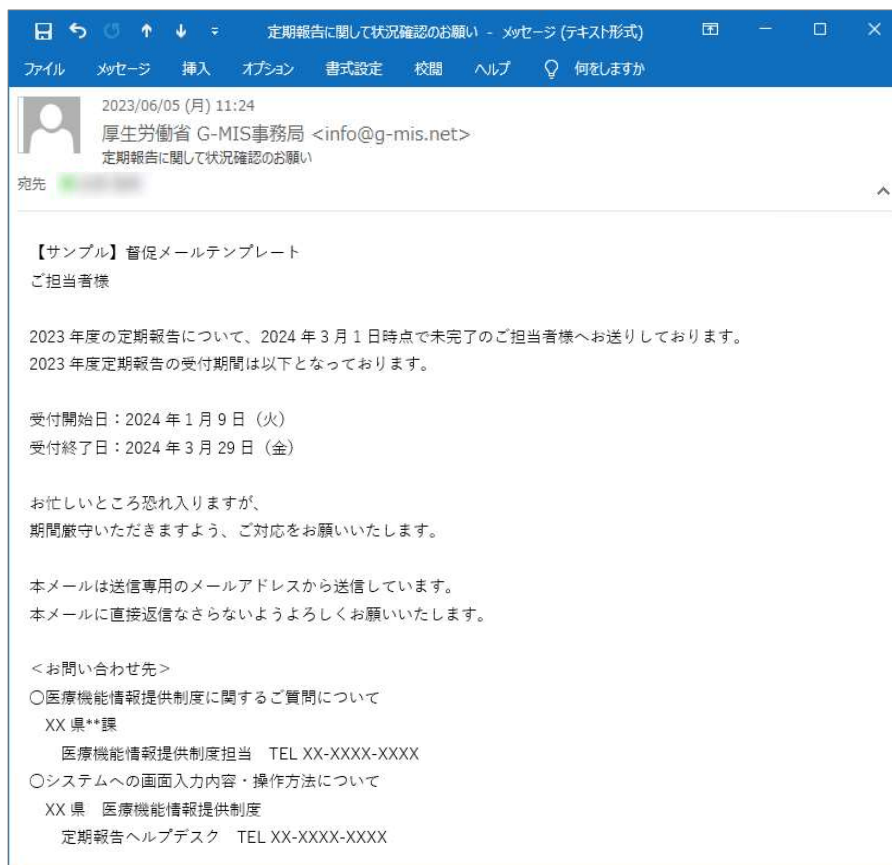 定期報告に関して状況確認のお願い - メッセージ (テキスト形式)
ファイル メッセージ 挿入 オプション 書式設定 校閲 ヘルプ 何をしますか
2023/06/05 (月) 11:24
厚生労働省 G-MIS事務局 <info@g-mis.net>
定期報告に関して状況確認のお願い
宛先
【サンプル】督促メールテンプレート
ご担当者様
2023 年度の定期報告について、2024 年 3 月 1 日時点で未完了のご担当者様へお送りしております。
2023 年度定期報告の受付期間は以下となっております。
受付開始日：2024 年 1 月 9 日（火）
受付終了日：2024 年 3 月 29 日（金）
お忙しいところ恐れ入りますが、
期間厳守いただきますよう、ご対応をお願いいたします。
本メールは送信専用のメールアドレスから送信しています。
本メールに直接返信なさらないようよろしくお願いいたします。
＜お問い合わせ先＞
○医療機能情報提供制度に関するご質問について
XX 県**課
医療機能情報提供制度担当 TEL XX-XXXX-XXXX
○システムへの画面入力内容・操作方法について
XX 県 医療機能情報提供制度
定期報告ヘルプデスク TEL XX-XXXX-XXXX